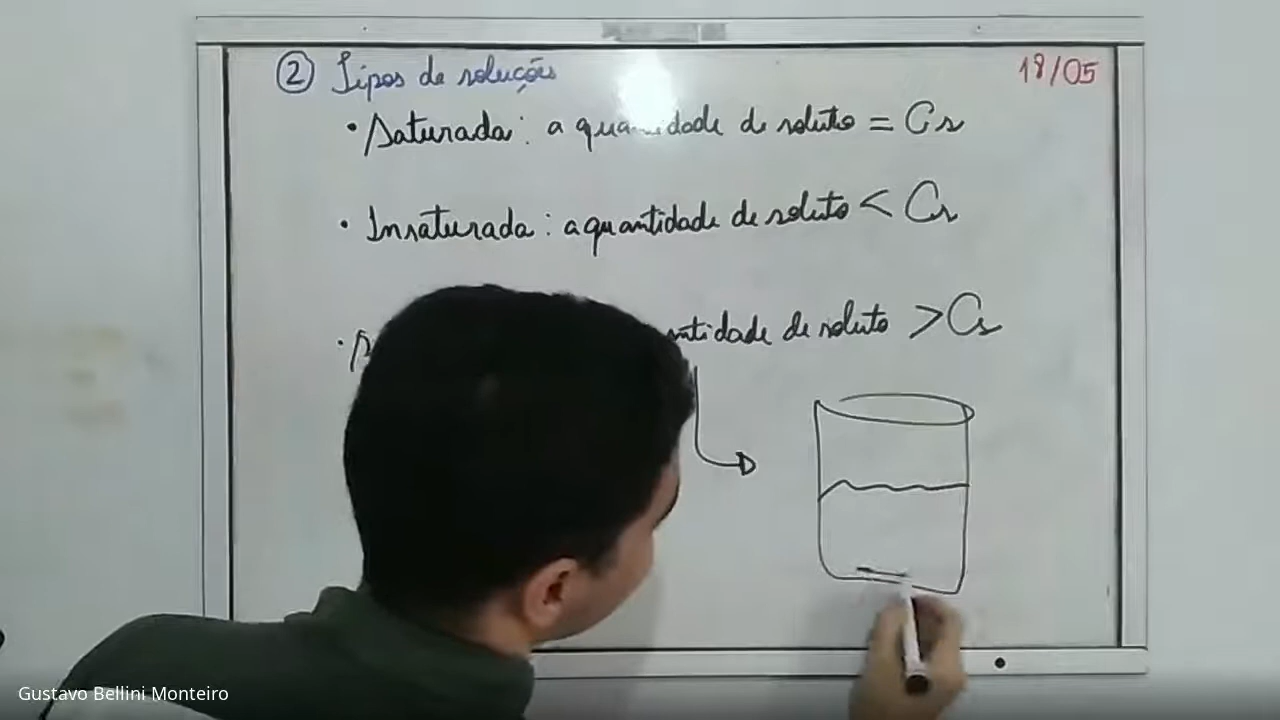 ② Tipos de soluções
18/05
• saturada: a quantidade de soluto = Cs
• Insaturada: a quantidade de soluto < Cs
• antidade de soluto > Cs
Gustavo Bellini Monteiro